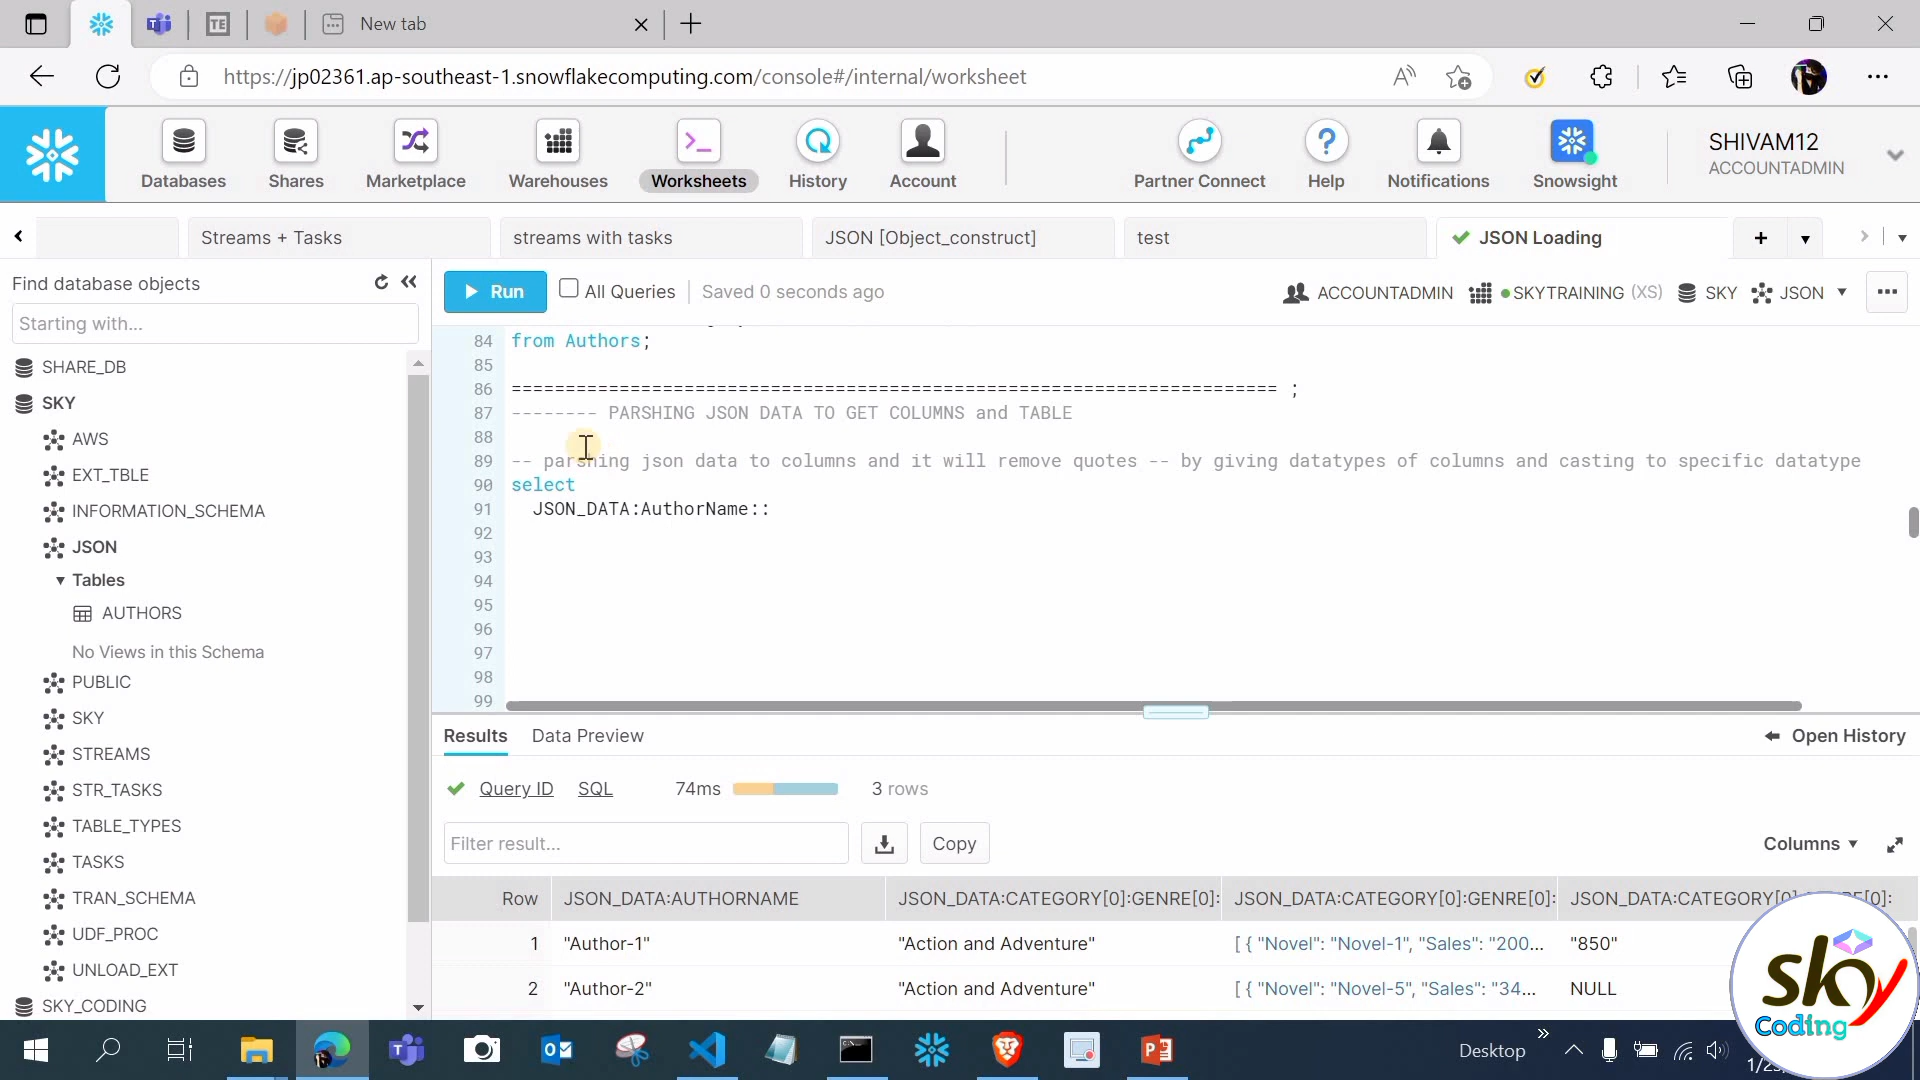 New tab
https://jp02361.ap-southeast-1.snowflakecomputing.com/console#/internal/worksheet
Databases
Shares
Marketplace
Warehouses
Worksheets
History
Account
Partner Connect
Help
Notifications
Snowsight
SHIVAM12
ACCOUNTADMIN
Streams + Tasks
streams with tasks
JSON [Object_construct]
test
JSON Loading
Find database objects
Starting with...
SHARE_DB
SKY
AWS
EXT_TBLE
INFORMATION_SCHEMA
JSON
Tables
AUTHORS
No Views in this Schema
PUBLIC
SKY
STREAMS
STR_TASKS
TABLE_TYPES
TASKS
TRAN_SCHEMA
UDF_PROC
UNLOAD_EXT
SKY_CODING
Run
All Queries
Saved 0 seconds ago
ACCOUNTADMIN
SKYTRAINING (XS)
SKY
JSON
84 from Authors;
85
86 ======================================================================= ;
87 -------- PARSHING JSON DATA TO GET COLUMNS and TABLE
88
89 -- parshing json data to columns and it will remove quotes -- by giving datatypes of columns and casting to specific datatype
90 select
91 JSON_DATA:AuthorName::
92
93
94
95
96
97
98
99
Results
Data Preview
Open History
Query ID
SQL
74ms
3 rows
Filter result...
Copy
Columns
Row JSON_DATA:AUTHORNAME JSON_DATA:CATEGORY[0]:GENRE[0]: JSON_DATA:CATEGORY[0]:GENRE[0]:
1 "Author-1" "Action and Adventure" [ { "Novel": "Novel-1", "Sales": "200... "850"
2 "Author-2" "Action and Adventure" [ { "Novel": "Novel-5", "Sales": "34... NULL
sky
Coding
Desktop